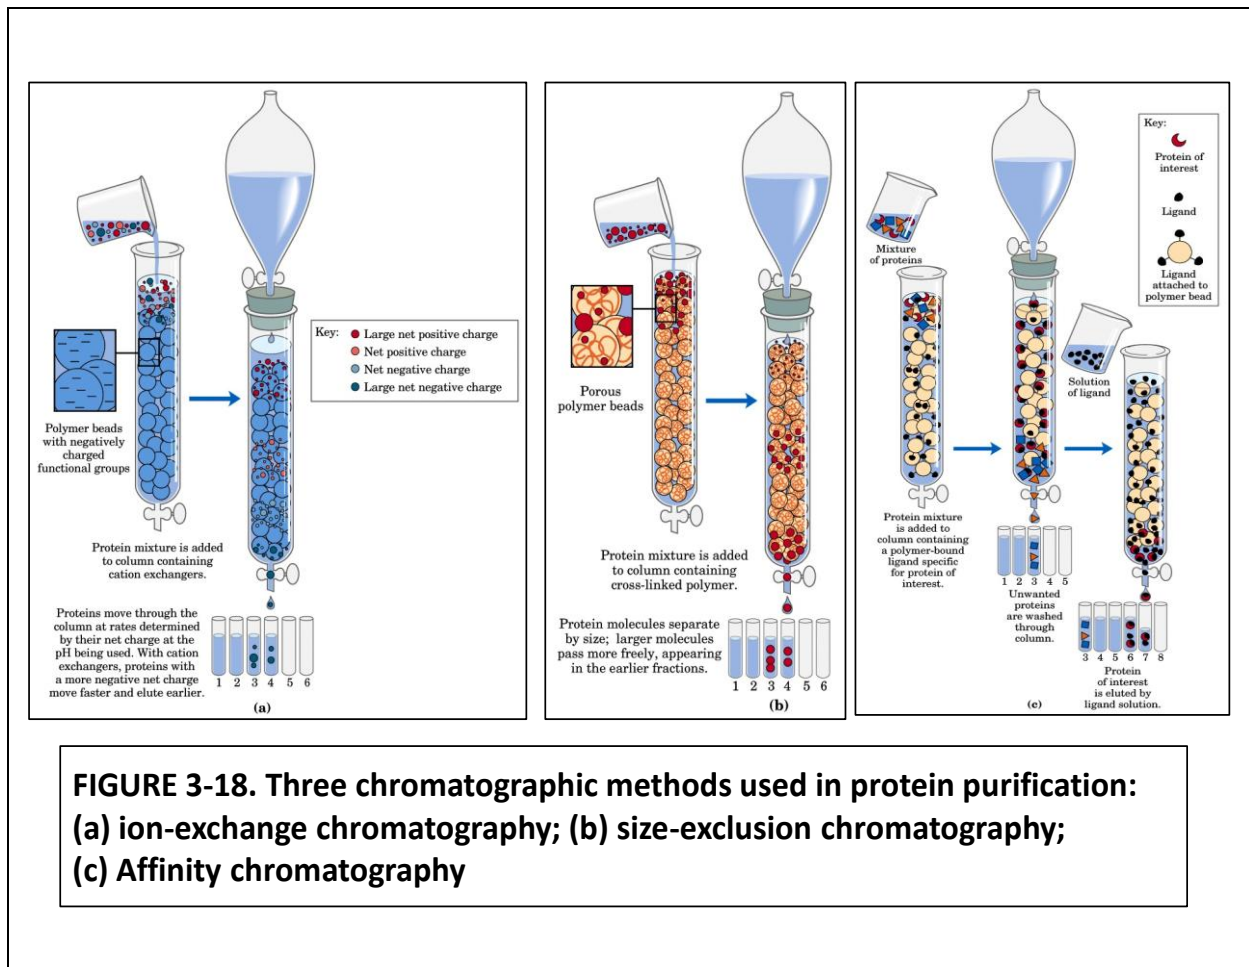 Polymer beads
with negatively
charged
functional groups
Key:
Large net positive charge
Net positive charge
Net negative charge
Large net negative charge
Protein mixture is added
to column containing
cation exchangers.
Proteins move through the
column at rates determined
by their net charge at the
pH being used. With cation
exchangers, proteins with
a more negative net charge
move faster and elute earlier.
1 2 3 4 5 6
(a)
Porous
polymer beads
Protein mixture is added
to column containing
cross-linked polymer.
Protein molecules separate
by size; larger molecules
pass more freely, appearing
in the earlier fractions.
1 2 3 4 5 6
(b)
Key:
Protein of
interest
Ligand
Ligand
attached to
polymer bead
Mixture
of proteins
Solution
of ligand
Protein mixture
is added to
column containing
a polymer-bound
ligand specific
for protein of
interest.
1 2 3 4 5
Unwanted
proteins
are washed
through
column.
3 4 5 6 7 8
Protein
of interest
is eluted by
ligand solution.
(c)
FIGURE 3-18. Three chromatographic methods used in protein purification:
(a) ion-exchange chromatography; (b) size-exclusion chromatography;
(c) Affinity chromatography